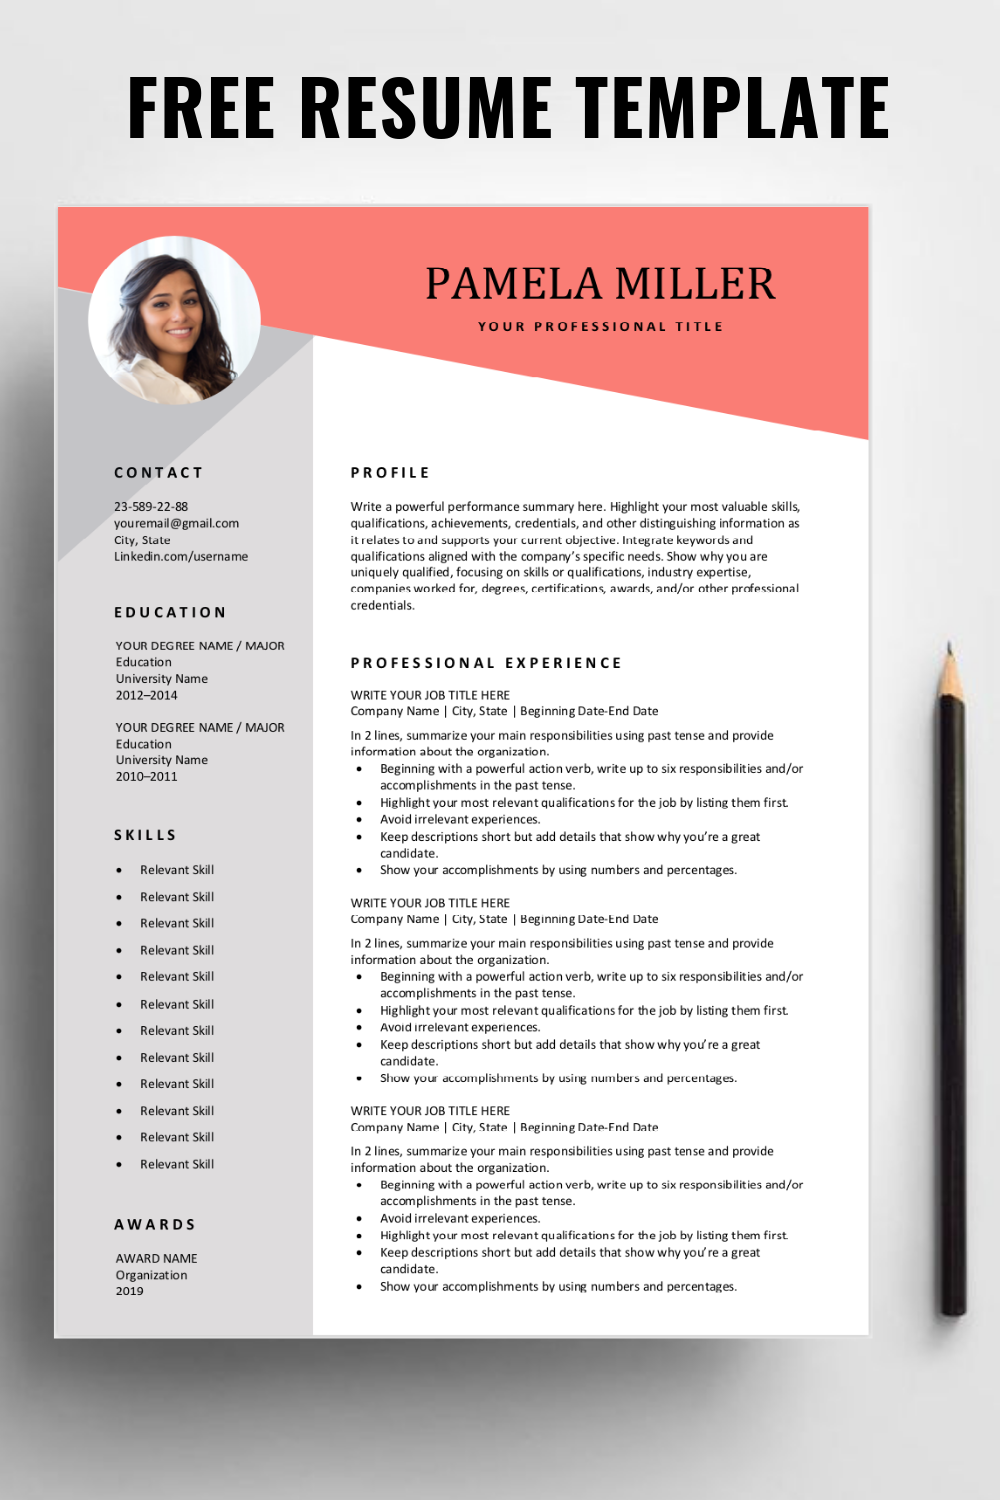 FREE RESUME TEMPLATE
PAMELA MILLER
YOUR PROFESSIONAL TITLE
CONTACT
23-589-22-88
youremail@gmail.com
City, State
Linkedin.com/username
EDUCATION
YOUR DEGREE NAME / MAJOR
Education
University Name
2012–2014
YOUR DEGREE NAME / MAJOR
Education
University Name
2010–2011
SKILLS
• Relevant Skill
• Relevant Skill
• Relevant Skill
• Relevant Skill
• Relevant Skill
• Relevant Skill
• Relevant Skill
• Relevant Skill
• Relevant Skill
• Relevant Skill
• Relevant Skill
• Relevant Skill
AWARDS
AWARD NAME
Organization
2019
PROFILE
Write a powerful performance summary here. Highlight your most valuable skills,
qualifications, achievements, credentials, and other distinguishing information as
it relates to and supports your current objective. Integrate keywords and
qualifications aligned with the company’s specific needs. Show why you are
uniquely qualified, focusing on skills or qualifications, industry expertise,
companies worked for, degrees, certifications, awards, and/or other professional
credentials.
PROFESSIONAL EXPERIENCE
WRITE YOUR JOB TITLE HERE
Company Name | City, State | Beginning Date-End Date
In 2 lines, summarize your main responsibilities using past tense and provide
information about the organization.
• Beginning with a powerful action verb, write up to six responsibilities and/or
accomplishments in the past tense.
• Highlight your most relevant qualifications for the job by listing them first.
• Avoid irrelevant experiences.
• Keep descriptions short but add details that show why you’re a great
candidate.
• Show your accomplishments by using numbers and percentages.
WRITE YOUR JOB TITLE HERE
Company Name | City, State | Beginning Date-End Date
In 2 lines, summarize your main responsibilities using past tense and provide
information about the organization.
• Beginning with a powerful action verb, write up to six responsibilities and/or
accomplishments in the past tense.
• Highlight your most relevant qualifications for the job by listing them first.
• Avoid irrelevant experiences.
• Keep descriptions short but add details that show why you’re a great
candidate.
• Show your accomplishments by using numbers and percentages.
WRITE YOUR JOB TITLE HERE
Company Name | City, State | Beginning Date-End Date
In 2 lines, summarize your main responsibilities using past tense and provide
information about the organization.
• Beginning with a powerful action verb, write up to six responsibilities and/or
accomplishments in the past tense.
• Avoid irrelevant experiences.
• Highlight your most relevant qualifications for the job by listing them first.
• Keep descriptions short but add details that show why you’re a great
candidate.
• Show your accomplishments by using numbers and percentages.